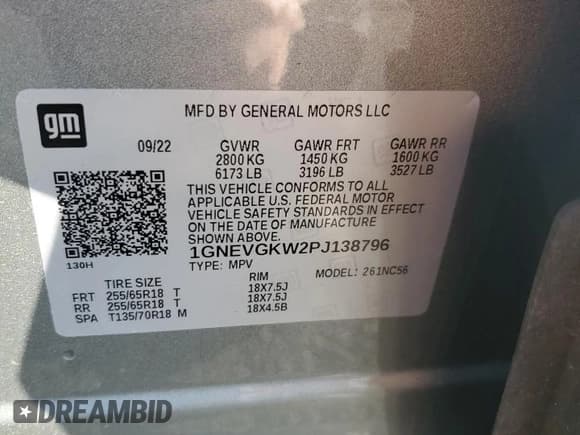 gm
MFD BY GENERAL MOTORS LLC
09/22 GVWR GAWR FRT GAWR RR
2800 KG 1450 KG 1600 KG
6173 LB 3196 LB 3527 LB
THIS VEHICLE CONFORMS TO ALL
APPLICABLE U.S. FEDERAL MOTOR
VEHICLE SAFETY STANDARDS IN EFFECT
ON THE DATE OF MANUFACTURE
SHOWN ABOVE.
1GNEVGKW2PJ138796
130H TYPE: MPV MODEL: 261NC56
TIRE SIZE RIM
FRT 255/65R18 T 18X7.5J
RR 255/65R18 T 18X7.5J
SPA T135/70R18 M 18X4.5B
DREAMBID